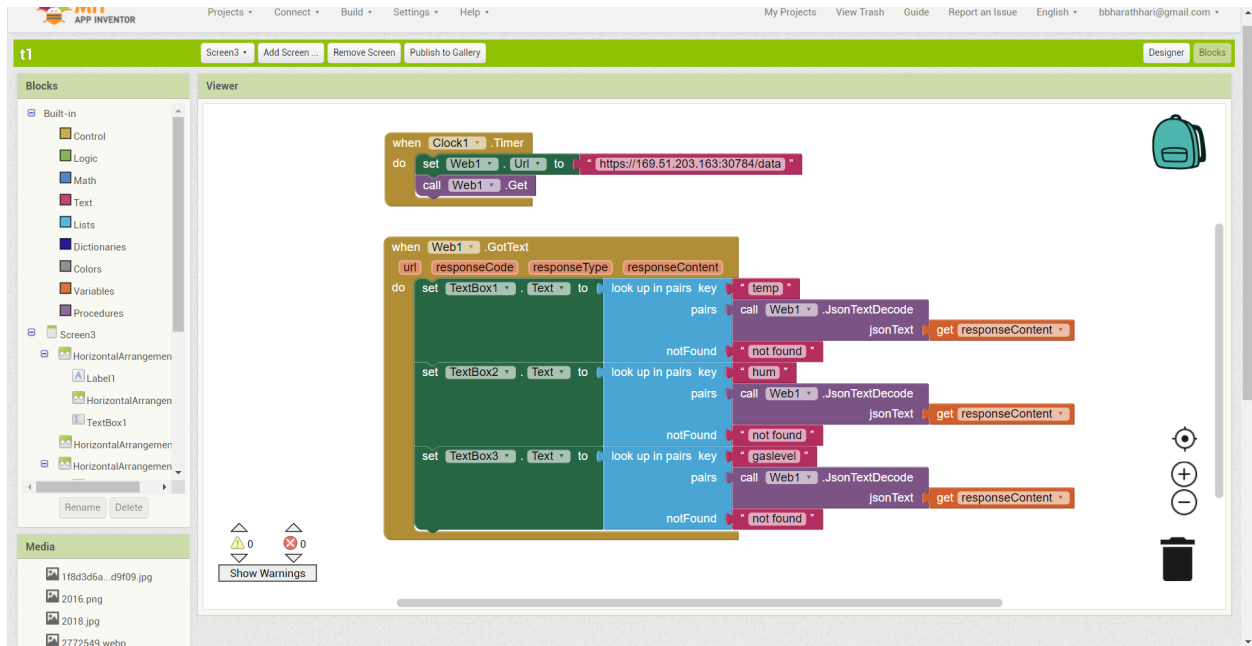 MIT
APP INVENTOR
Projects Connect Build Settings Help My Projects View Trash Guide Report an Issue English bbharathhari@gmail.com
t1 Screen3 Add Screen ... Remove Screen Publish to Gallery Designer Blocks
Blocks
Built-in
Control
Logic
Math
Text
Lists
Dictionaries
Colors
Variables
Procedures
Screen3
HorizontalArrangemen
Label1
HorizontalArrangen
TextBox1
HorizontalArrangemen
HorizontalArrangemen
Rename Delete
Media
1f8d3d6a...d9f09.jpg
2016.png
2018.jpg
2772549.webp
Viewer
when Clock1 .Timer
do set Web1 . Url to " https://169.51.203.163:30784/data "
call Web1 .Get
when Web1 .GotText
url responseCode responseType responseContent
do set TextBox1 . Text to look up in pairs key " temp "
pairs call Web1 .JsonTextDecode
jsonText get responseContent
notFound " not found "
set TextBox2 . Text to look up in pairs key " hum "
pairs call Web1 .JsonTextDecode
jsonText get responseContent
notFound " not found "
set TextBox3 . Text to look up in pairs key " gaslevel "
pairs call Web1 .JsonTextDecode
jsonText get responseContent
notFound " not found "
0 0
Show Warnings